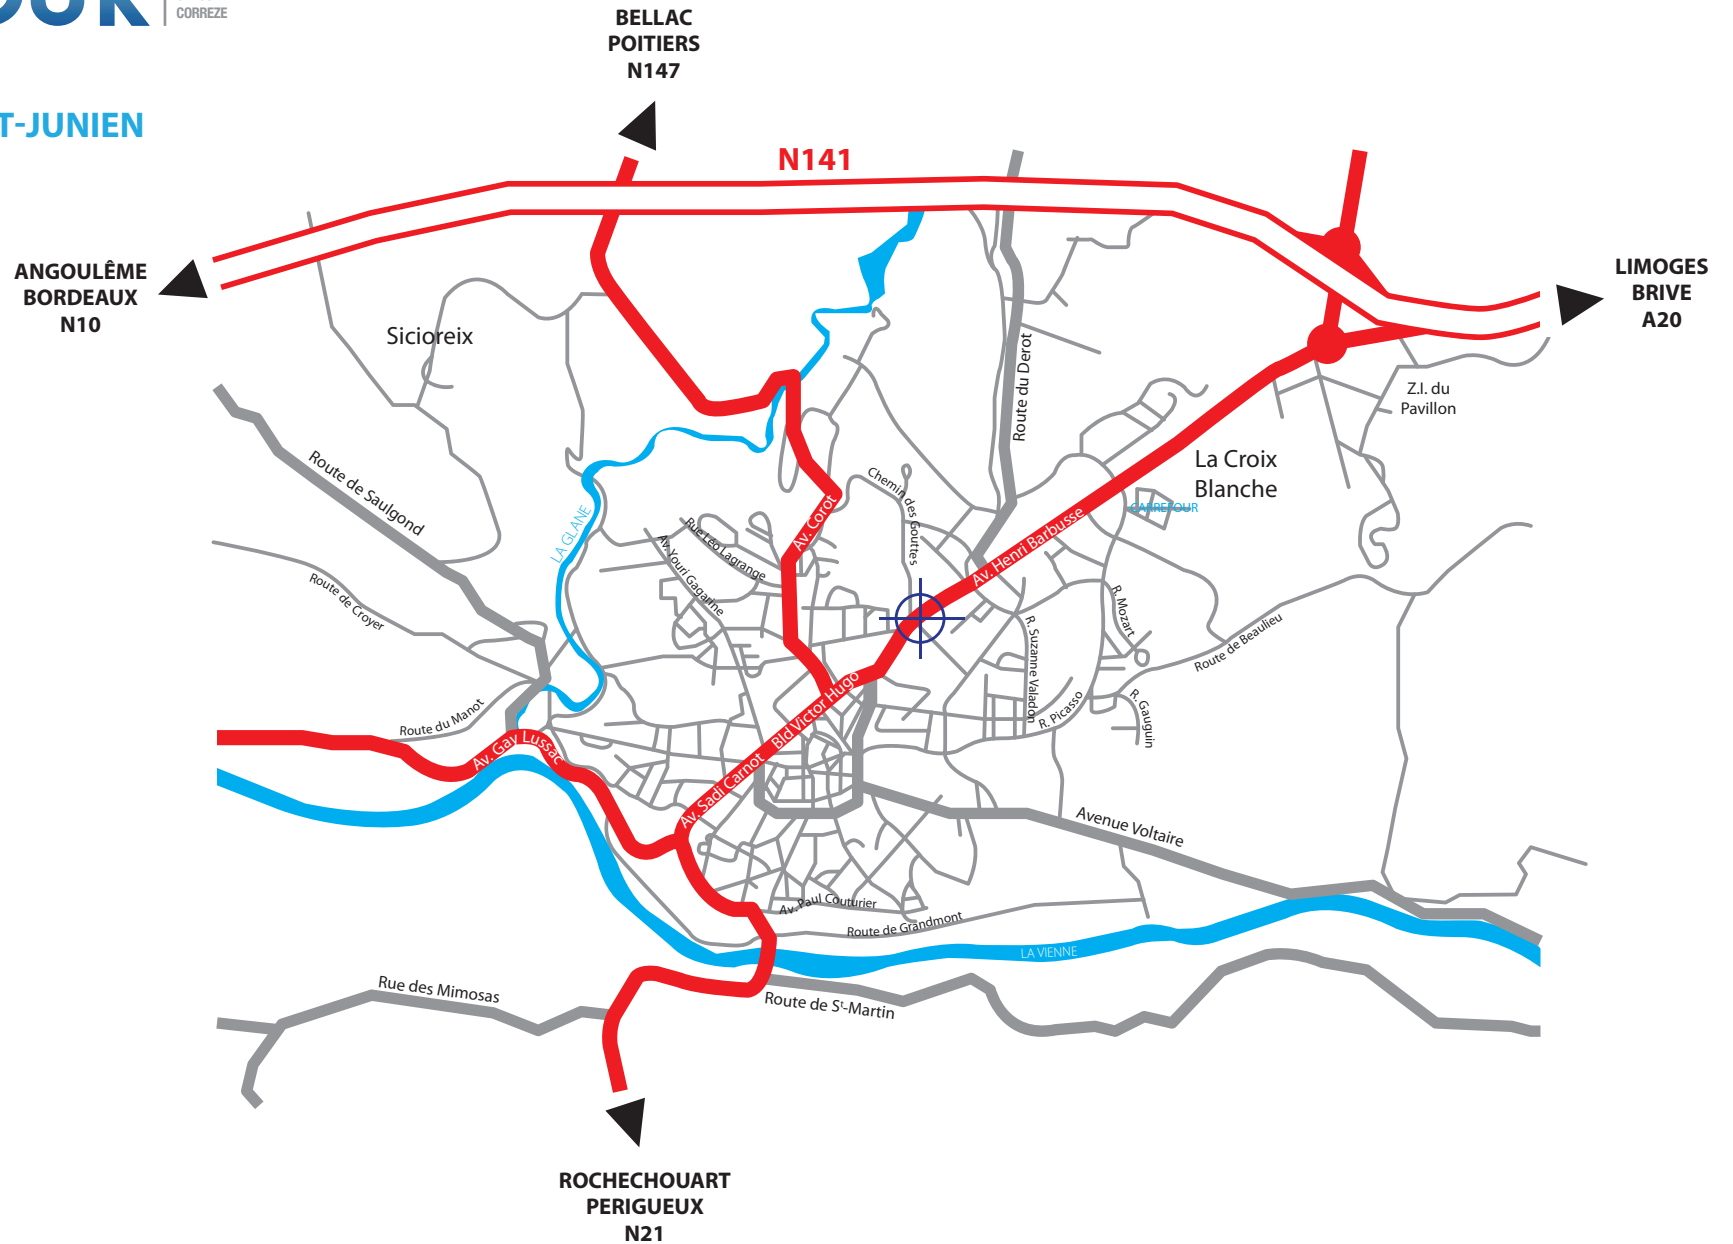 CORREZE
BELLAC
POITIERS
N147
T-JUNIEN
N141
ANGOULÊME
BORDEAUX
N10
LIMOGES
BRIVE
A20
Sicioreix
Route du Derot
Z.I. du
Pavillon
La Croix
Blanche
CARREFOUR
Route de Saulgond
Chemin des Gouttes
LA GLANE
Av. Corot
Rue Léo Lagrange
Av. Youri Gagarine
Av. Henri Barbusse
Route de Croyer
R. Mozart
R. Suzanne Valadon
Route de Beaulieu
R. Picasso
R. Gauguin
Route du Manot
Av. Gay Lussac
Bld Victor Hugo
Av. Sadi Carnot
Avenue Voltaire
Av. Paul Couturier
Route de Grandmont
LA VIENNE
Rue des Mimosas
Route de Sᵗ-Martin
ROCHECHOUART
PERIGUEUX
N21